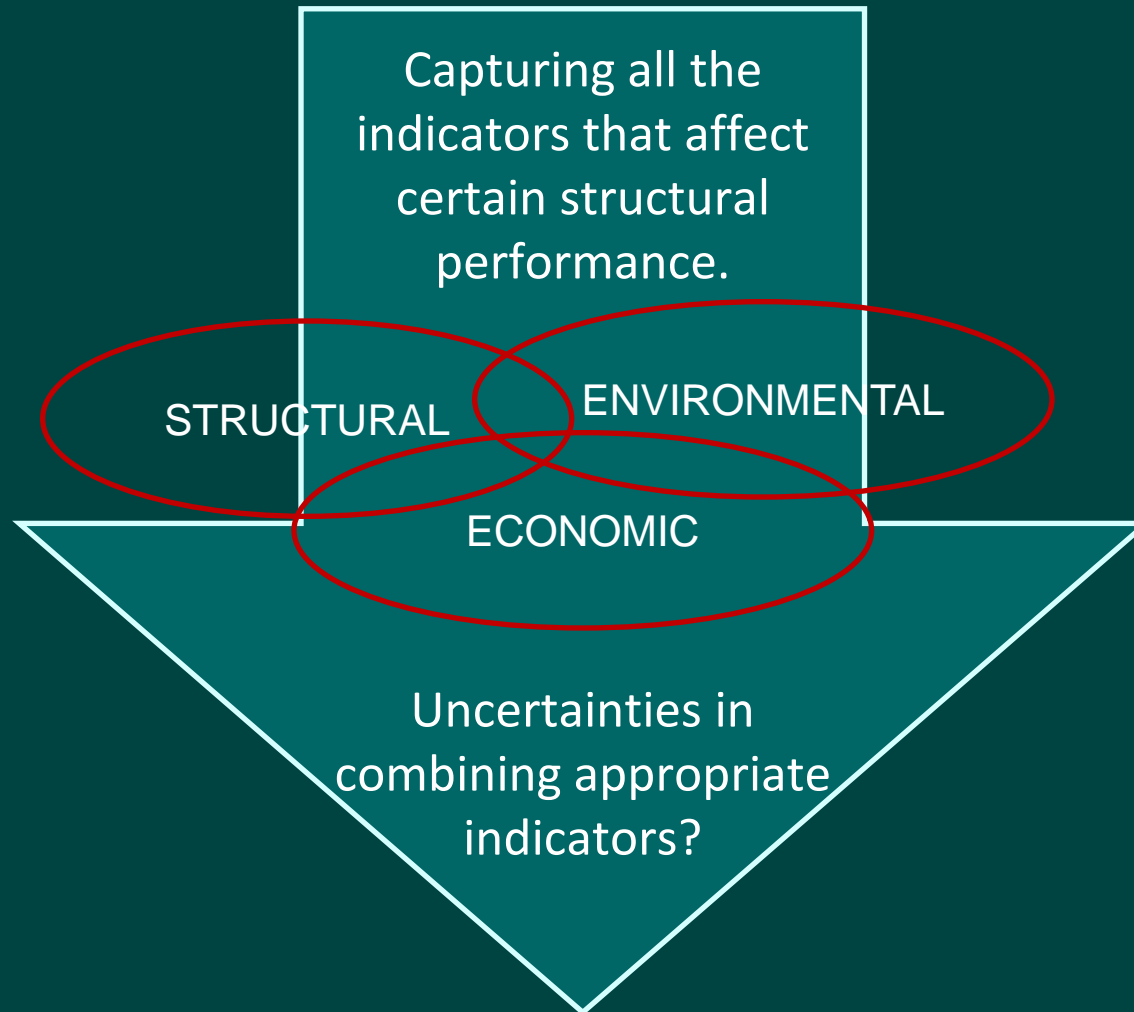 Capturing all the
indicators that affect
certain structural
performance.
STRUCTURAL
ENVIRONMENTAL
ECONOMIC
Uncertainties in
combining appropriate
indicators?